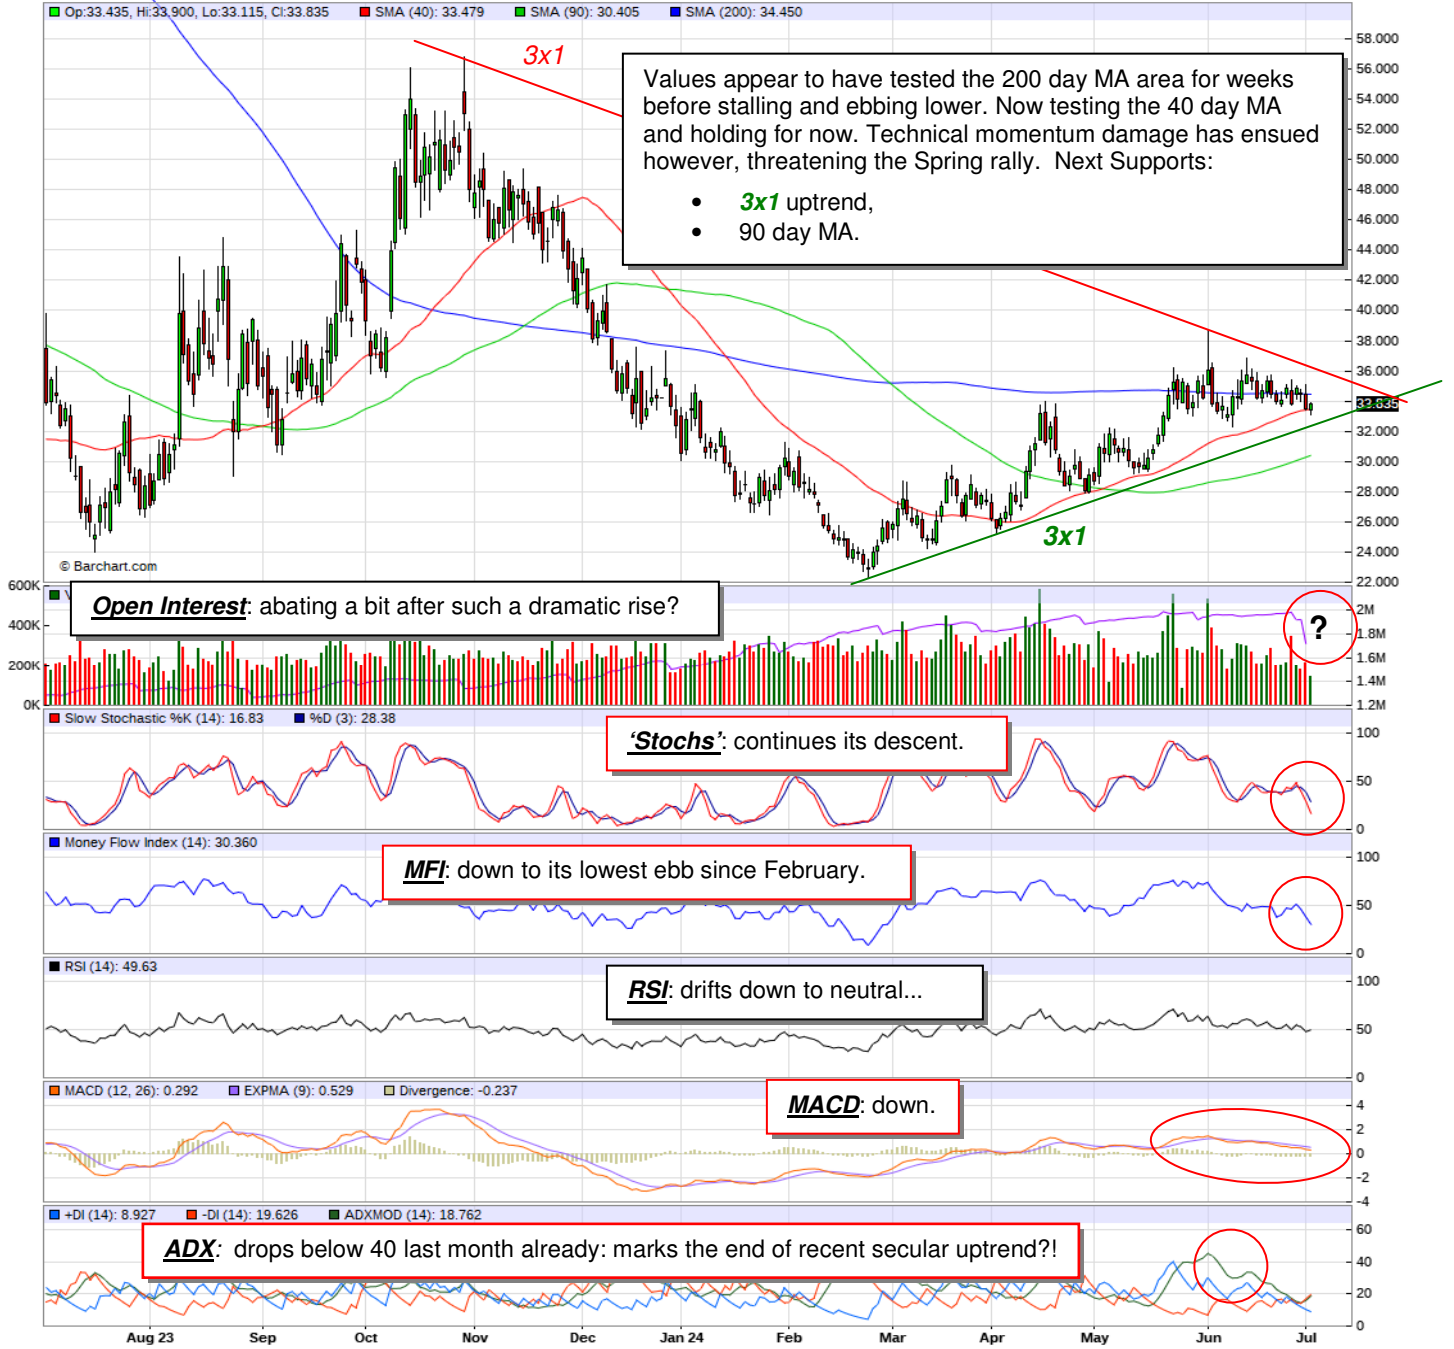 Op:33.435, Hi:33.900, Lo:33.115, Cl:33.835 SMA (40): 33.479 SMA (90): 30.405 SMA (200): 34.450
3x1
Values appear to have tested the 200 day MA area for weeks
before stalling and ebbing lower. Now testing the 40 day MA
and holding for now. Technical momentum damage has ensued
however, threatening the Spring rally. Next Supports:
• 3x1 uptrend,
• 90 day MA.
58.000
56.000
54.000
52.000
50.000
48.000
46.000
44.000
42.000
40.000
38.000
36.000
33.835
32.000
30.000
28.000
26.000
24.000
22.000
3x1
© Barchart.com
600K
400K
200K
0K
Open Interest: abating a bit after such a dramatic rise?
?
2M
1.8M
1.6M
1.4M
1.2M
Slow Stochastic %K (14): 16.83 %D (3): 28.38
'Stochs': continues its descent.
100
50
0
Money Flow Index (14): 30.360
MFI: down to its lowest ebb since February.
100
50
0
RSI (14): 49.63
RSI: drifts down to neutral...
100
50
0
MACD (12, 26): 0.292 EXPMA (9): 0.529 Divergence: -0.237
MACD: down.
4
2
0
-2
-4
+DI (14): 8.927 -DI (14): 19.626 ADXMOD (14): 18.762
ADX: drops below 40 last month already: marks the end of recent secular uptrend?!
60
40
20
0
Aug 23 Sep Oct Nov Dec Jan 24 Feb Mar Apr May Jun Jul